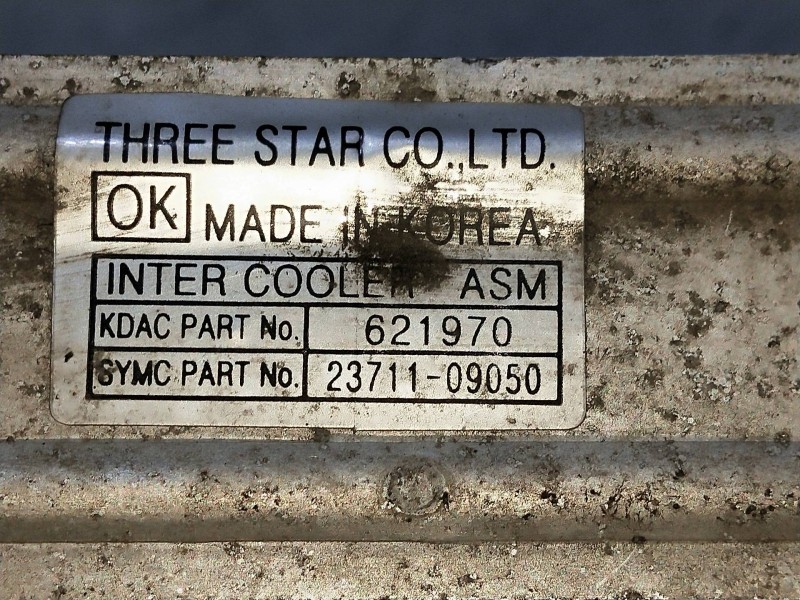 THREE STAR CO.,LTD.
OK MADE IN KOREA
INTER COOLER ASM
KDAC PART No. 621970
SYMC PART No. 23711-09050